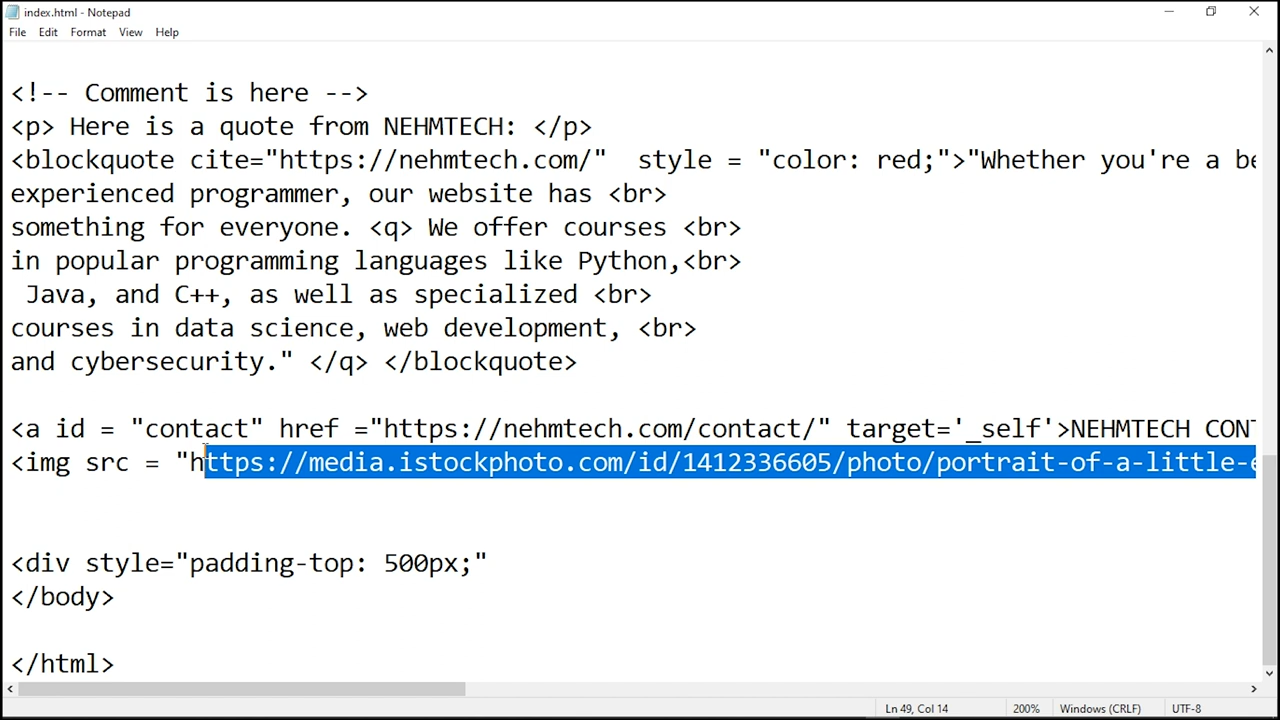 index.html - Notepad
File Edit Format View Help
<!-- Comment is here -->
<p> Here is a quote from NEHMTECH: </p>
<blockquote cite="https://nehmtech.com/"  style = "color: red;">"Whether you're a be
experienced programmer, our website has <br>
something for everyone. <q> We offer courses <br>
in popular programming languages like Python,<br>
 Java, and C++, as well as specialized <br>
courses in data science, web development, <br>
and cybersecurity." </q> </blockquote>
<a id = "contact" href ="https://nehmtech.com/contact/" target='_self'>NEHMTECH CONT
<img src = "https://media.istockphoto.com/id/1412336605/photo/portrait-of-a-little-e
<div style="padding-top: 500px;"
</body>
</html>
Ln 49, Col 14 200% Windows (CRLF) UTF-8